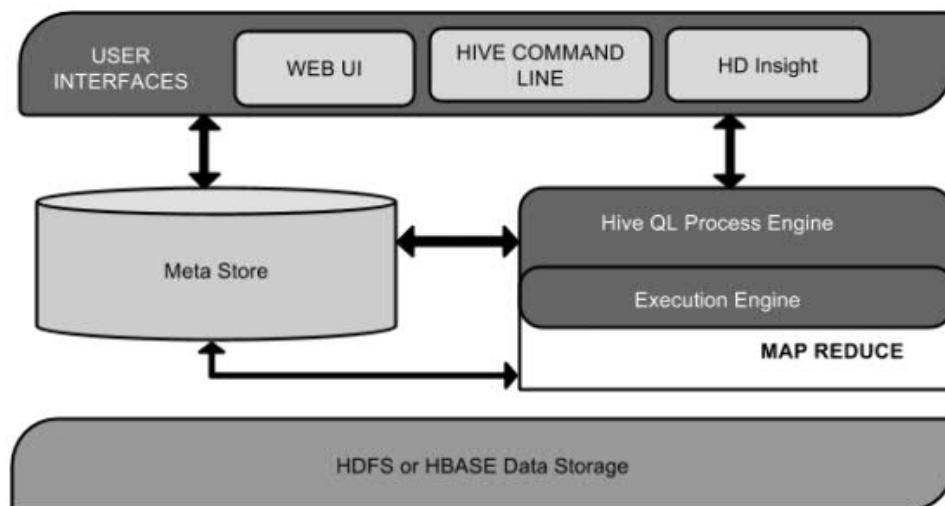 USER
INTERFACES
WEB UI
HIVE COMMAND
LINE
HD Insight
Meta Store
Hive QL Process Engine
Execution Engine
MAP REDUCE
HDFS or HBASE Data Storage